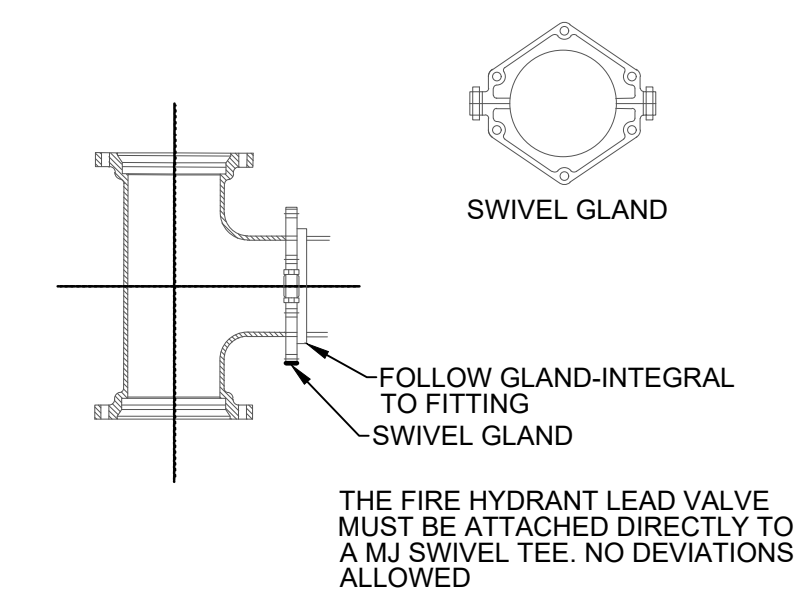 SWIVEL GLAND
FOLLOW GLAND-INTEGRAL
TO FITTING
SWIVEL GLAND
THE FIRE HYDRANT LEAD VALVE
MUST BE ATTACHED DIRECTLY TO
A MJ SWIVEL TEE. NO DEVIATIONS
ALLOWED